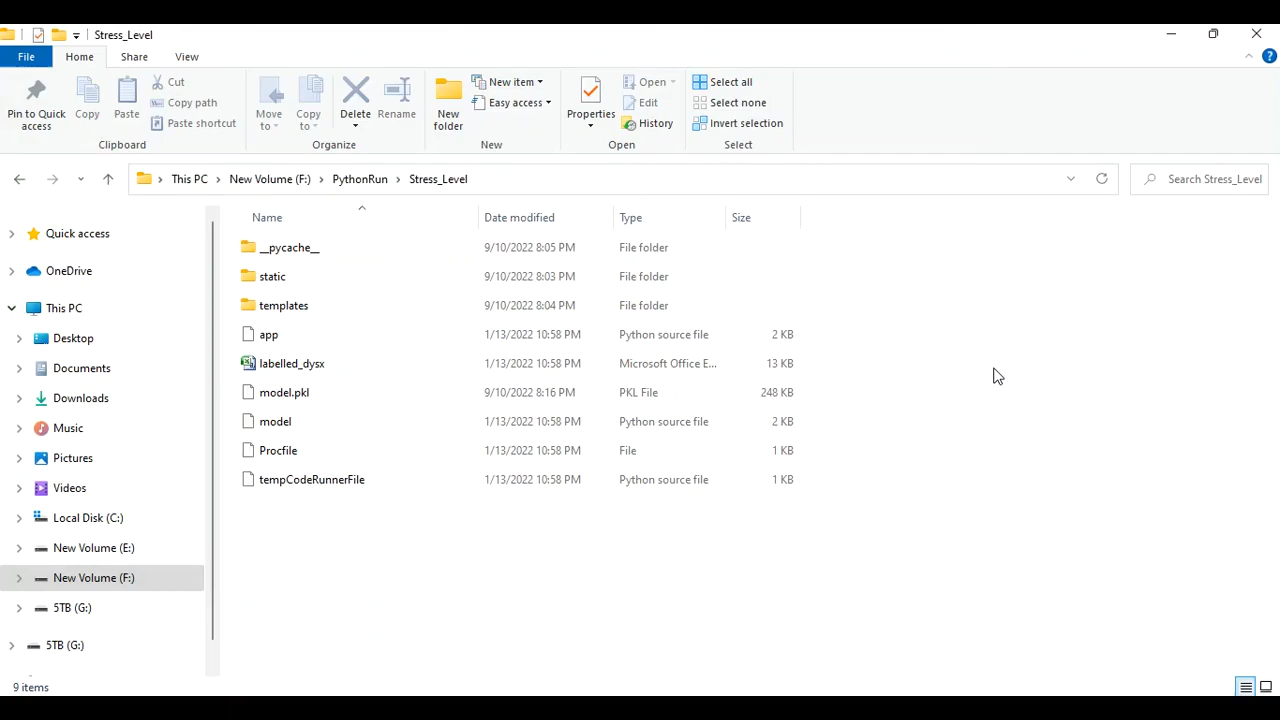 Stress_Level
File Home Share View
Pin to Quick access
Copy
Paste
Cut
Copy path
Paste shortcut
Clipboard
Move to
Copy to
Delete
Rename
Organize
New folder
New item
Easy access
New
Properties
Open
Edit
History
Open
Select all
Select none
Invert selection
Select
This PC New Volume (F:) PythonRun Stress_Level
Search Stress_Level
Quick access
OneDrive
This PC
Desktop
Documents
Downloads
Music
Pictures
Videos
Local Disk (C:)
New Volume (E:)
New Volume (F:)
5TB (G:)
5TB (G:)
Name Date modified Type Size
__pycache__ 9/10/2022 8:05 PM File folder
static 9/10/2022 8:03 PM File folder
templates 9/10/2022 8:04 PM File folder
app 1/13/2022 10:58 PM Python source file 2 KB
labelled_dysx 1/13/2022 10:58 PM Microsoft Office E... 13 KB
model.pkl 9/10/2022 8:16 PM PKL File 248 KB
model 1/13/2022 10:58 PM Python source file 2 KB
Procfile 1/13/2022 10:58 PM File 1 KB
tempCodeRunnerFile 1/13/2022 10:58 PM Python source file 1 KB
9 items